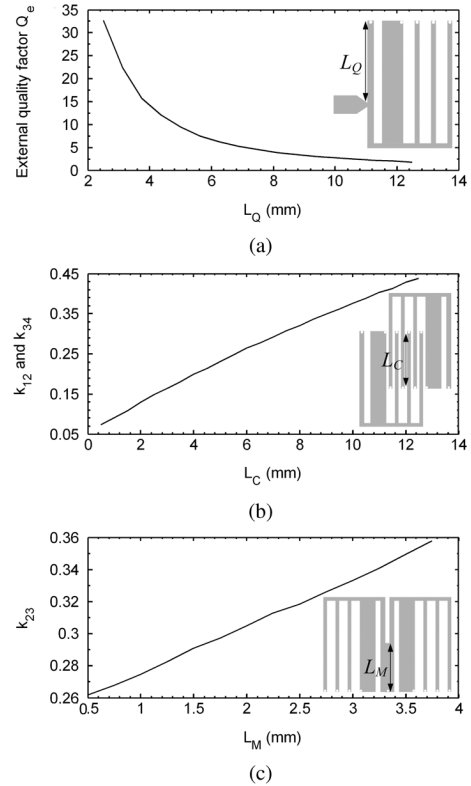 35
30
25
20
15
10
5
0
External quality factor Qe
LQ
2 4 6 8 10 12 14
LQ (mm)
(a)
0.45
0.35
0.25
0.15
0.05
k12 and k34
LC
0 2 4 6 8 10 12 14
LC (mm)
(b)
0.36
0.34
0.32
0.3
0.28
0.26
k23
LM
0.5 1 1.5 2 2.5 3 3.5 4
LM (mm)
(c)